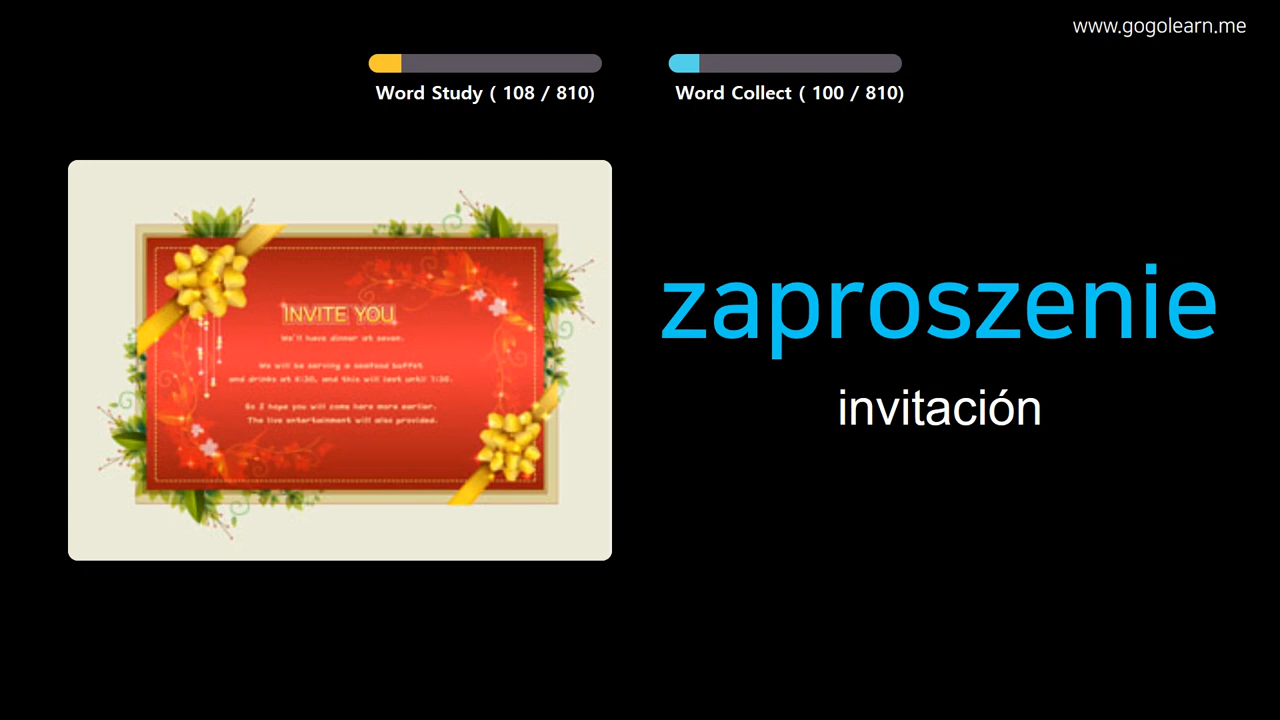 www.gogolearn.me
Word Study ( 108 / 810)
Word Collect ( 100 / 810)
INVITE YOU
We'll have dinner at seven.
We will be serving a seafood buffet
and drinks at 6:30, and this will last until 7:30.
So I hope you will come here more earlier.
The live entertainment will also provided.
zaproszenie
invitación